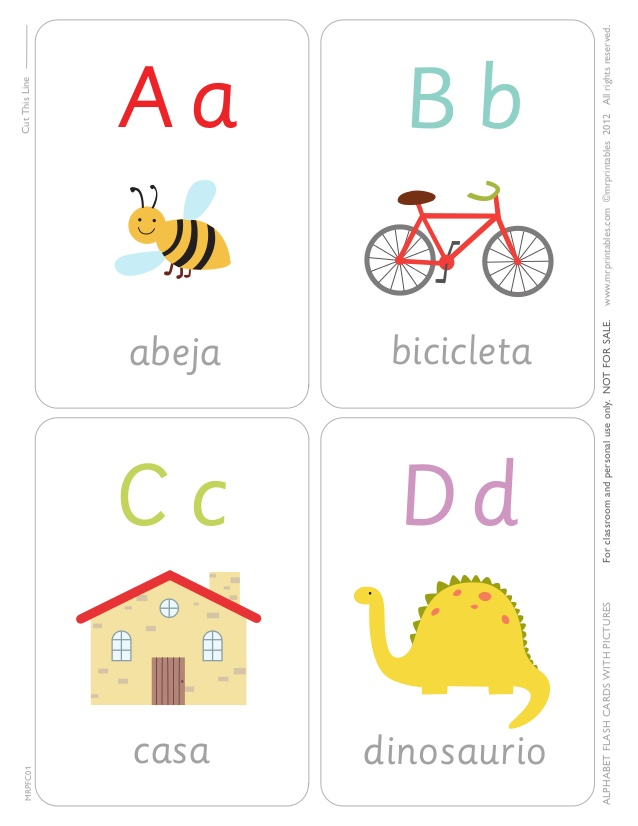 Cut This Line
A a
abeja
B b
bicicleta
C c
casa
D d
dinosaurio
MRPFC01
ALPHABET FLASH CARDS WITH PICTURES For classroom and personal use only. NOT FOR SALE. www.mrprintables.com ©mrprintables 2012 All rights reserved.